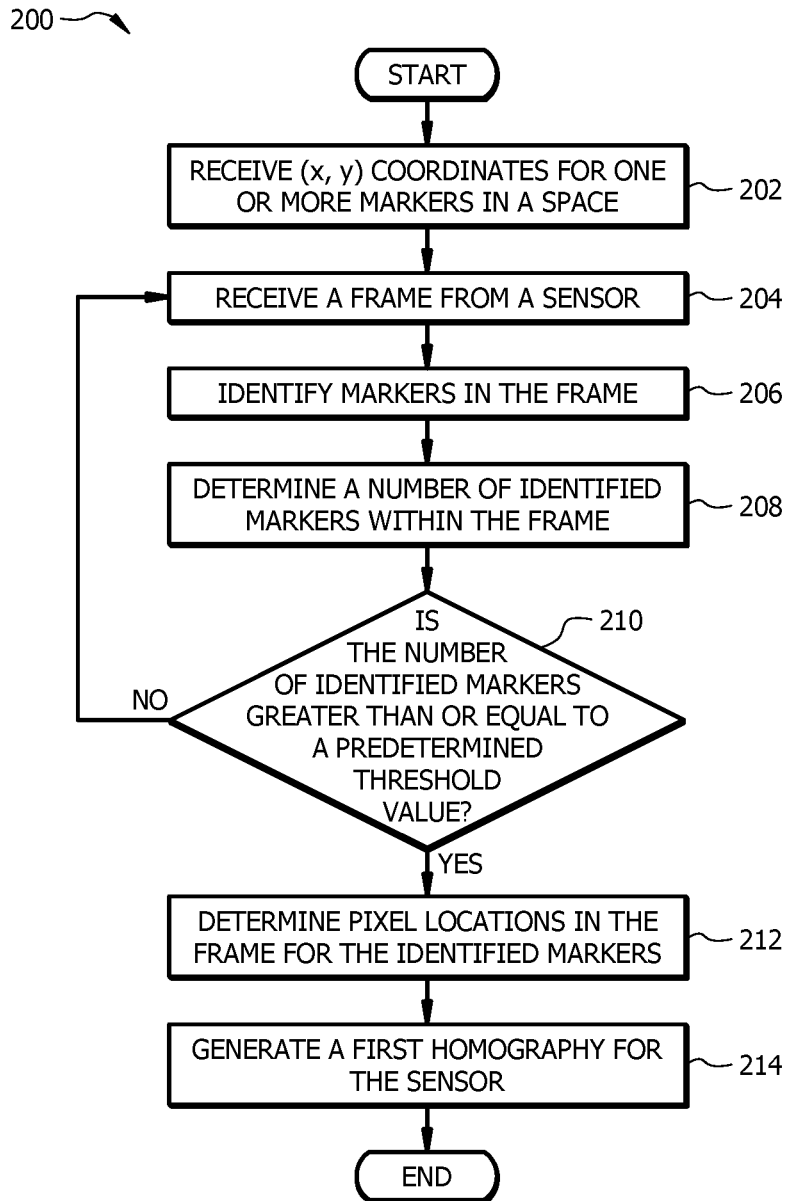 200
START
RECEIVE (x, y) COORDINATES FOR ONE
OR MORE MARKERS IN A SPACE
202
RECEIVE A FRAME FROM A SENSOR
204
IDENTIFY MARKERS IN THE FRAME
206
DETERMINE A NUMBER OF IDENTIFIED
MARKERS WITHIN THE FRAME
208
IS
THE NUMBER
OF IDENTIFIED MARKERS
GREATER THAN OR EQUAL TO
A PREDETERMINED
THRESHOLD
VALUE?
210
NO
YES
DETERMINE PIXEL LOCATIONS IN THE
FRAME FOR THE IDENTIFIED MARKERS
212
GENERATE A FIRST HOMOGRAPHY FOR
THE SENSOR
214
END